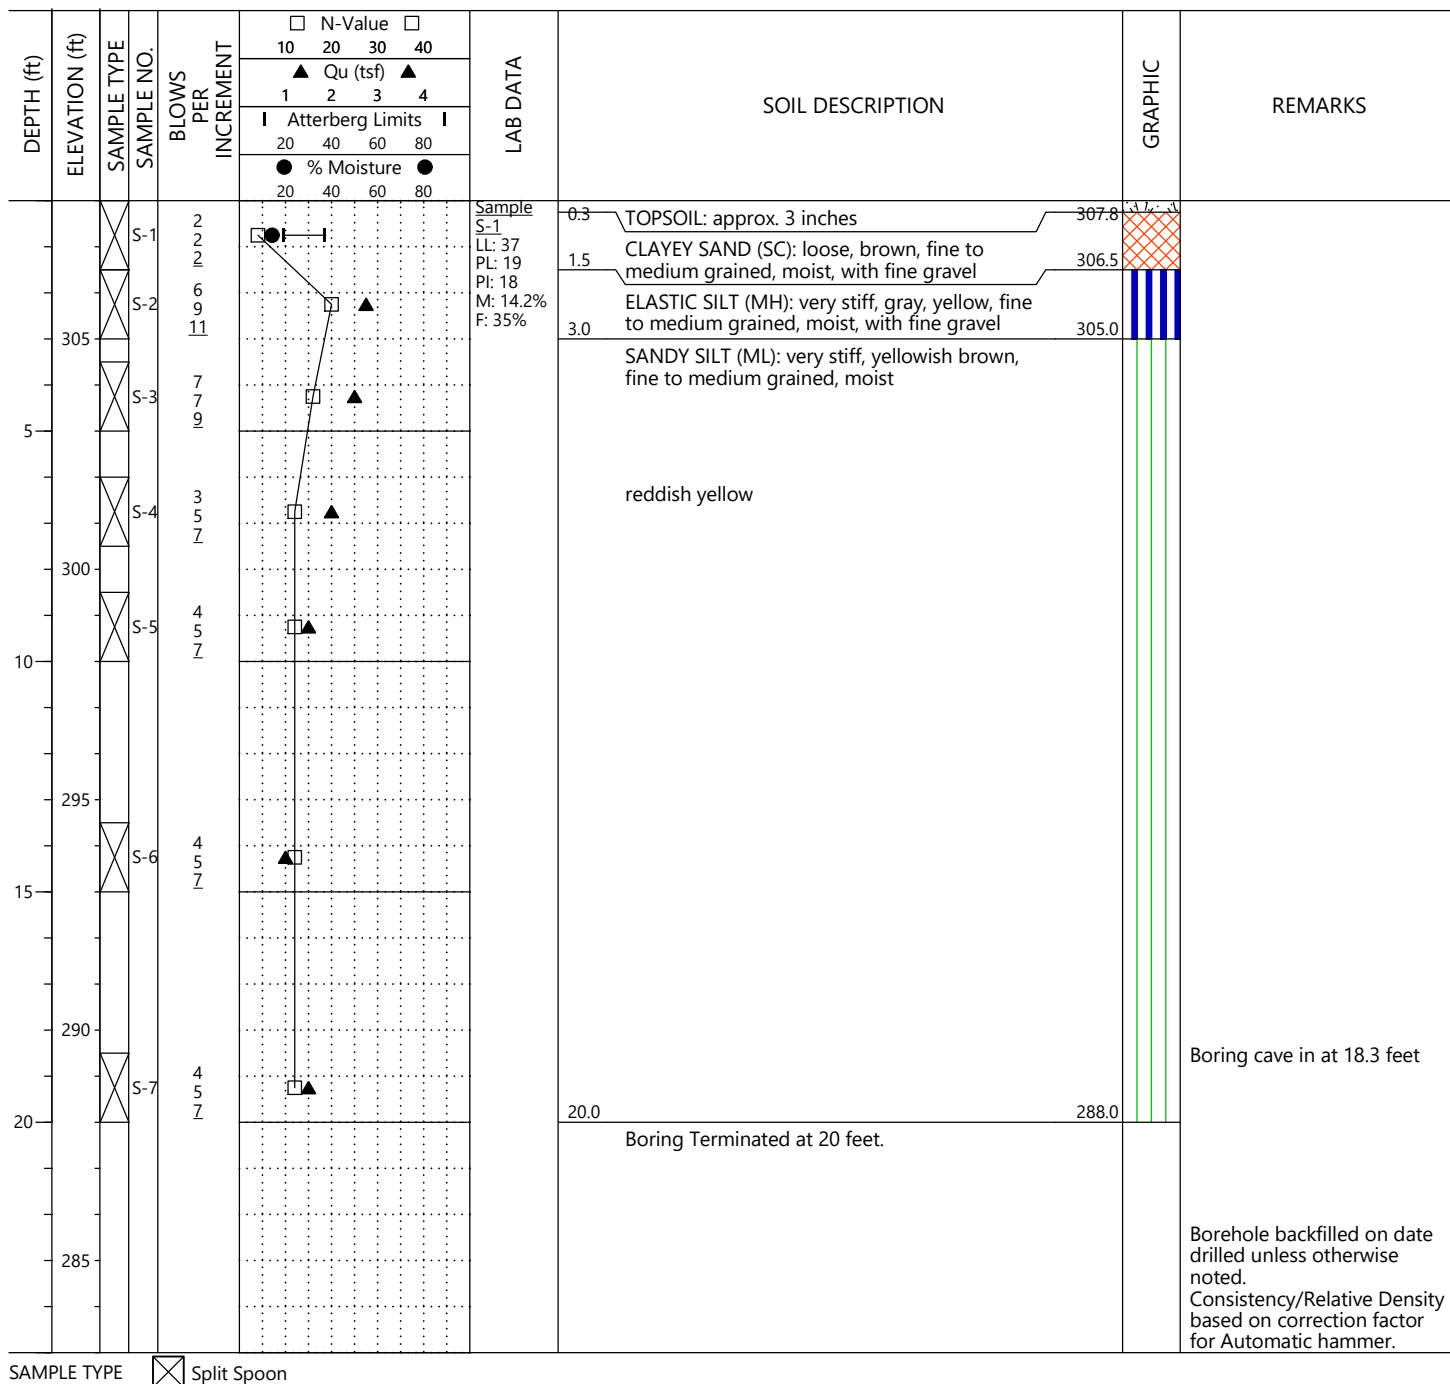 DEPTH (ft)
ELEVATION (ft)
SAMPLE TYPE
SAMPLE NO.
BLOWS
PER
INCREMENT
N-Value
10 20 30 40
Qu (tsf)
1 2 3 4
Atterberg Limits
20 40 60 80
% Moisture
20 40 60 80
LAB DATA
SOIL DESCRIPTION
GRAPHIC
REMARKS
S-1
2
2
2
Sample
S-1
LL: 37
PL: 19
PI: 18
M: 14.2%
F: 35%
0.3 TOPSOIL: approx. 3 inches 307.8
CLAYEY SAND (SC): loose, brown, fine to
1.5 medium grained, moist, with fine gravel 306.5
S-2
6
9
11
ELASTIC SILT (MH): very stiff, gray, yellow, fine
3.0 to medium grained, moist, with fine gravel 305.0
305
SANDY SILT (ML): very stiff, yellowish brown,
fine to medium grained, moist
S-3
7
7
9
5
reddish yellow
S-4
3
5
7
300
S-5
4
5
7
10
295
S-6
4
5
7
15
290
Boring cave in at 18.3 feet
S-7
4
5
7
20
20.0 288.0
Boring Terminated at 20 feet.
285
Borehole backfilled on date
drilled unless otherwise
noted.
Consistency/Relative Density
based on correction factor
for Automatic hammer.
SAMPLE TYPE Split Spoon